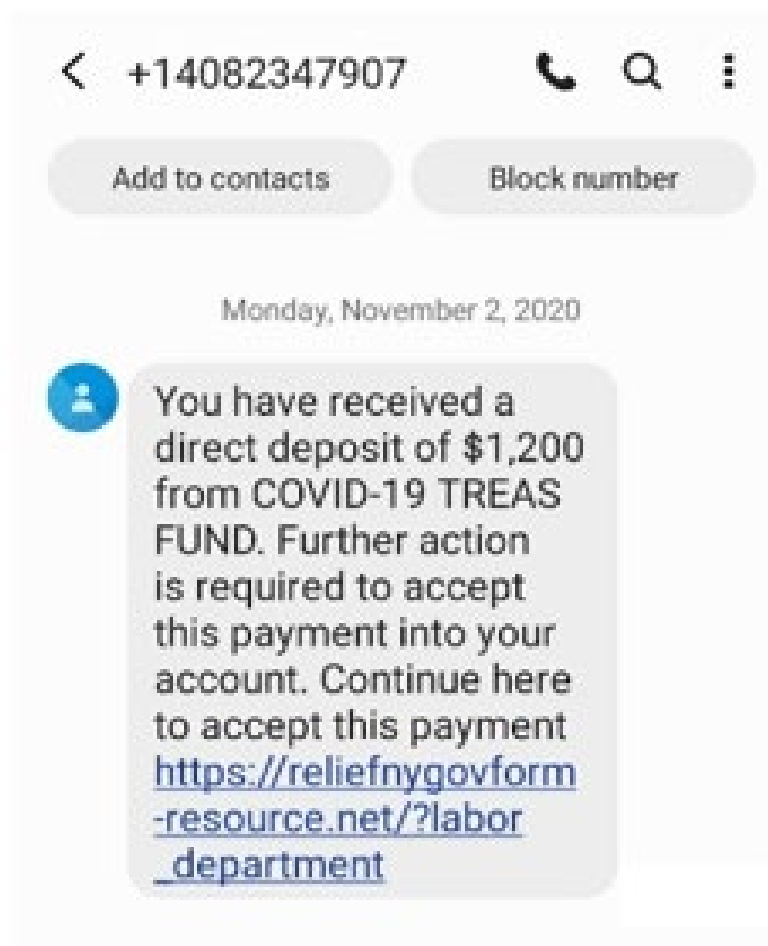 +14082347907
Add to contacts
Block number
Monday, November 2, 2020
You have received a
direct deposit of $1,200
from COVID-19 TREAS
FUND. Further action
is required to accept
this payment into your
account. Continue here
to accept this payment
https://reliefnygovform
-resource.net/?labor
_department